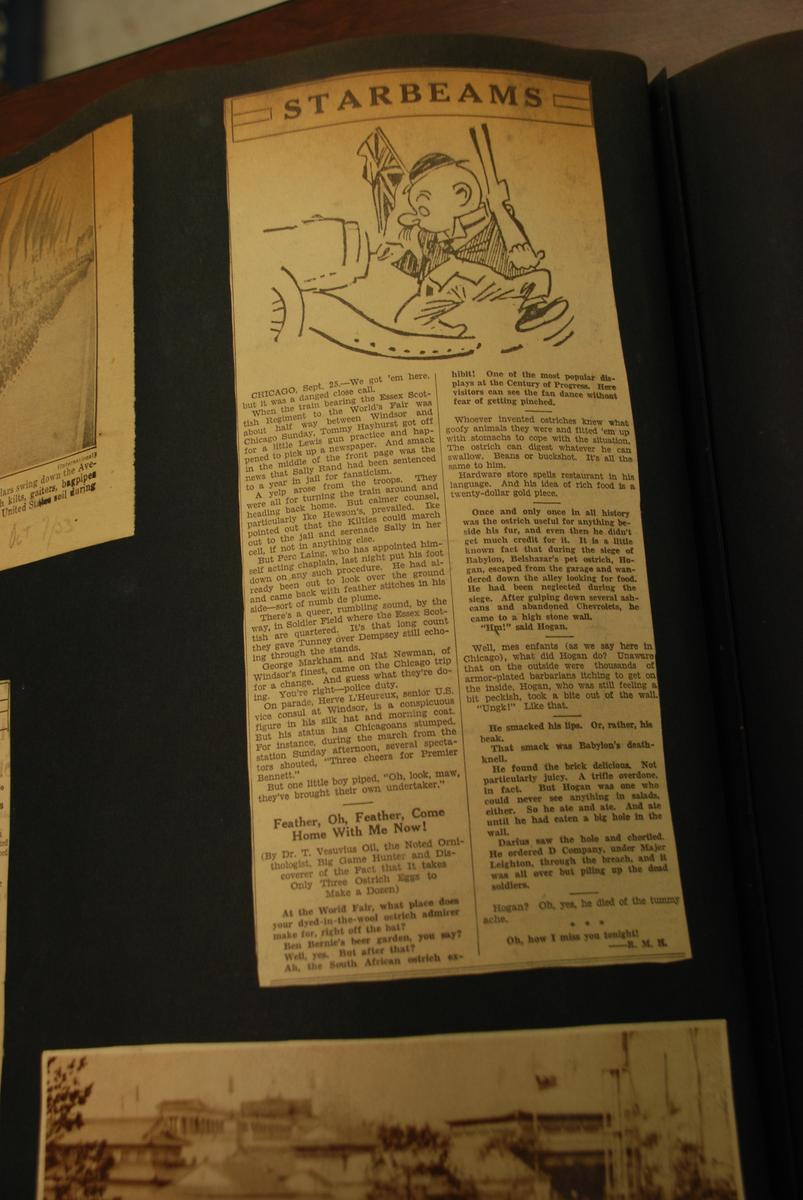 STARBEAMS
CHICAGO, Sept. 25.—We got 'em here,
but it was a danged close call.
When the train bearing the Essex Scot-
tish Regiment to the World's Fair was
about half way between Windsor and
Chicago Sunday, Tommy Hayhurst got off
for a little Lewis gun practice and hap-
pened to pick up a newspaper. And smack
in the middle of the front page was the
news that Sally Rand had been sentenced
to a year in jail for fanaticism.
A yelp arose from the troops. They
were all for turning the train around and
heading back home. But calmer counsel,
particularly Ike Hewson's, prevailed. Ike
pointed out that the Kilties could march
out to the jail and serenade Sally in her
cell, if not in anything else.
But Perc Laing, who has appointed him-
self acting chaplain, last night put his foot
down on any such procedure. He had al-
ready been out to look over the ground
and came back with feather stitches in his
side—sort of numb de plume.
There's a queer, rumbling sound, by the
way, in Soldier Field where the Essex Scot-
tish are quartered. It's that long count
they gave Tunney over Dempsey still echo-
ing through the stands.
George Markham and Nat Newman, of
Windsor's finest, came on the Chicago trip
for a change. And guess what they're do-
ing. You're right—police duty.
On parade, Herve L'Heureux, senior U.S.
vice consul at Windsor, is a conspicuous
figure in his silk hat and morning coat.
But his status has Chicagoans stumped.
For instance, during the march from the
station Sunday afternoon, several specta-
tors shouted, "Three cheers for Premier
Bennett."
But one little boy piped, "Oh, look, maw,
they've brought their own undertaker."
Feather, Oh, Feather, Come
Home With Me Now!
(By Dr. T. Vesuvius Oil, the Noted Orni-
thologist, Big Game Hunter and Dis-
coverer of the Fact that It takes
Only Three Ostrich Eggs to
Make a Dozen)
At the World Fair, what place does
your dyed-in-the-wool ostrich admirer
make for, right off the bat?
Ben Bernie's beer garden, you say?
Well, yes. But after that?
Ah, the South African ostrich ex-
hibit! One of the most popular dis-
plays at the Century of Progress. Here
visitors can see the fan dance without
fear of getting pinched.
Whoever invented ostriches knew what
goofy animals they were and fitted 'em up
with stomachs to cope with the situation.
The ostrich can digest whatever he can
swallow. Beans or buckshot. It's all the
same to him.
Hardware store spells restaurant in his
language. And his idea of rich food is a
twenty-dollar gold piece.
Once and only once in all history
was the ostrich useful for anything be-
side his fur, and even then he didn't
get much credit for it. It is a little
known fact that during the siege of
Babylon, Belshazar's pet ostrich, Ho-
gan, escaped from the garage and wan-
dered down the alley looking for food.
He had been neglected during the
siege. After gulping down several ash-
cans and abandoned Chevrolets, he
came to a high stone wall.
"Hm!" said Hogan.
Well, mes enfants (as we say here in
Chicago), what did Hogan do? Unaware
that on the outside were thousands of
armor-plated barbarians itching to get on
the inside, Hogan, who was still feeling a
bit peckish, took a bite out of the wall.
"Ungk!" Like that.
He smacked his lips. Or, rather, his
beak.
That smack was Babylon's death-
knell.
He found the brick delicious. Not
particularly juicy. A trifle overdone,
in fact. But Hogan was one who
could never see anything in salads,
either. So he ate and ate. And ate
until he had eaten a big hole in the
wall.
Darius saw the hole and chortled.
He ordered D Company, under Major
Leighton, through the breach, and it
was all over but piling up the dead
soldiers.
Hogan? Oh, yes, he died of the tummy
ache.
* * *
Oh, how I miss you tonight!
—R. M. H.
(International)
lars swing down the Ave-
h kilts, gaiters, bagpipes
United States soil during
Oct 7/33